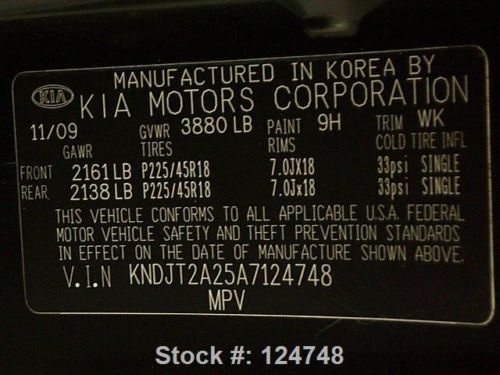 MANUFACTURED IN KOREA BY
KIA KIA MOTORS CORPORATION
11/09 GVWR 3880 LB PAINT 9H TRIM WK
GAWR TIRES RIMS COLD TIRE INFL
FRONT 2161 LB P225/45R18 7.0JX18 33psi SINGLE
REAR 2138 LB P225/45R18 7.0Jx18 33psi SINGLE
THIS VEHICLE CONFORMS TO ALL APPLICABLE U.S.A. FEDERAL
MOTOR VEHICLE SAFETY AND THEFT PREVENTION STANDARDS
IN EFFECT ON THE DATE OF MANUFACTURE SHOWN ABOVE.
V.I.N KNDJT2A25A7124748
MPV
Stock #: 124748